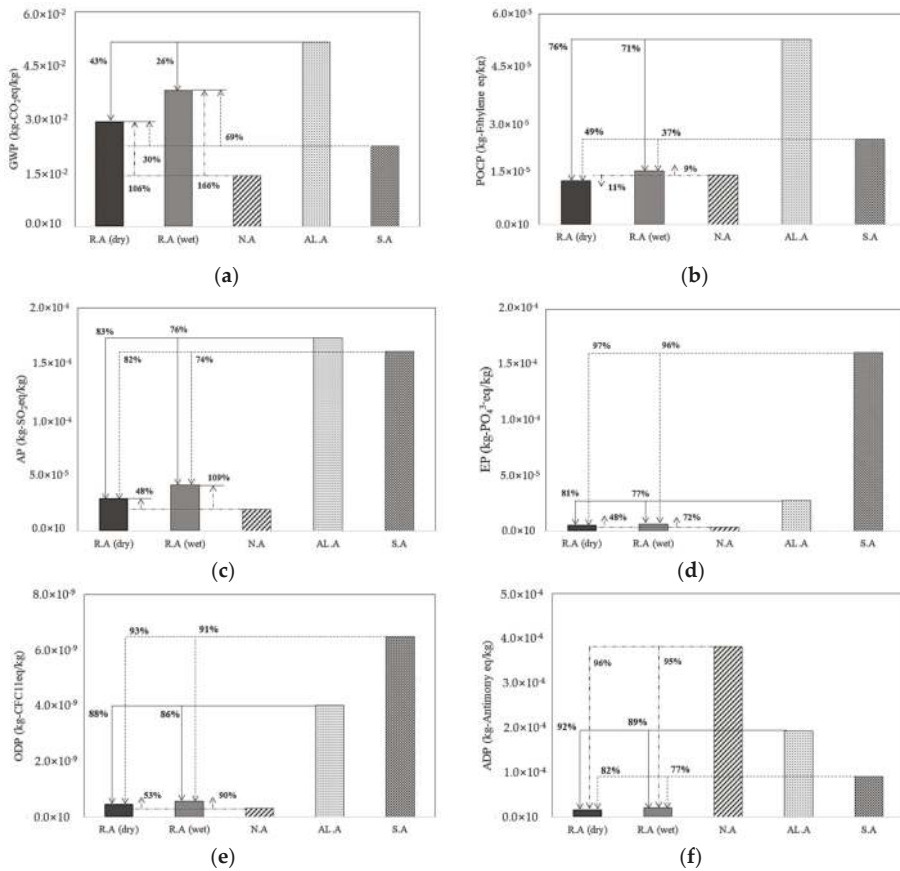 6.0×10⁻²
4.5×10⁻²
3.0×10⁻²
1.5×10⁻²
0.0×10
GWP (kg-CO₂eq/kg)
43%
26%
69%
30%
106%
166%
R.A (dry)
R.A (wet)
N.A
AL.A
S.A
(a)
6.0×10⁻⁵
4.5×10⁻⁵
3.0×10⁻⁵
1.5×10⁻⁵
0.0×10
POCP (kg-Ethylene eq/kg)
76%
71%
49%
37%
9%
11%
R.A (dry)
R.A (wet)
N.A
AL.A
S.A
(b)
2.0×10⁻⁴
1.5×10⁻⁴
1.0×10⁻⁴
5.0×10⁻⁵
0.0×10
AP (kg-SO₂eq/kg)
83%
76%
82%
74%
109%
48%
R.A (dry)
R.A (wet)
N.A
AL.A
S.A
(c)
2.0×10⁻⁴
1.5×10⁻⁴
1.0×10⁻⁴
5.0×10⁻⁵
0.0×10
EP (kg-PO₄³⁻eq/kg)
97%
96%
81%
77%
48%
72%
R.A (dry)
R.A (wet)
N.A
AL.A
S.A
(d)
8.0×10⁻⁹
6.0×10⁻⁹
4.0×10⁻⁹
2.0×10⁻⁹
0.0×10
ODP (kg-CFC11eq/kg)
93%
91%
88%
86%
53%
90%
R.A (dry)
R.A (wet)
N.A
AL.A
S.A
(e)
5.0×10⁻⁴
4.0×10⁻⁴
3.0×10⁻⁴
2.0×10⁻⁴
1.0×10⁻⁴
0.0×10
ADP (kg-Antimony eq/kg)
96%
95%
92%
89%
82%
77%
R.A (dry)
R.A (wet)
N.A
AL.A
S.A
(f)